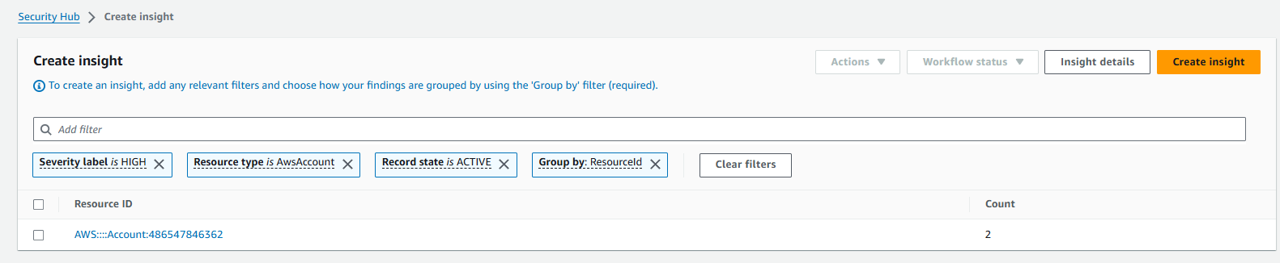 Security Hub > Create insight
Create insight
Actions ▼ Workflow status ▼ Insight details Create insight
To create an insight, add any relevant filters and choose how your findings are grouped by using the 'Group by' filter (required).
Add filter
Severity label is HIGH Resource type is AwsAccount Record state is ACTIVE Group by: ResourceId Clear filters
Resource ID Count
AWS::::Account:486547846362 2